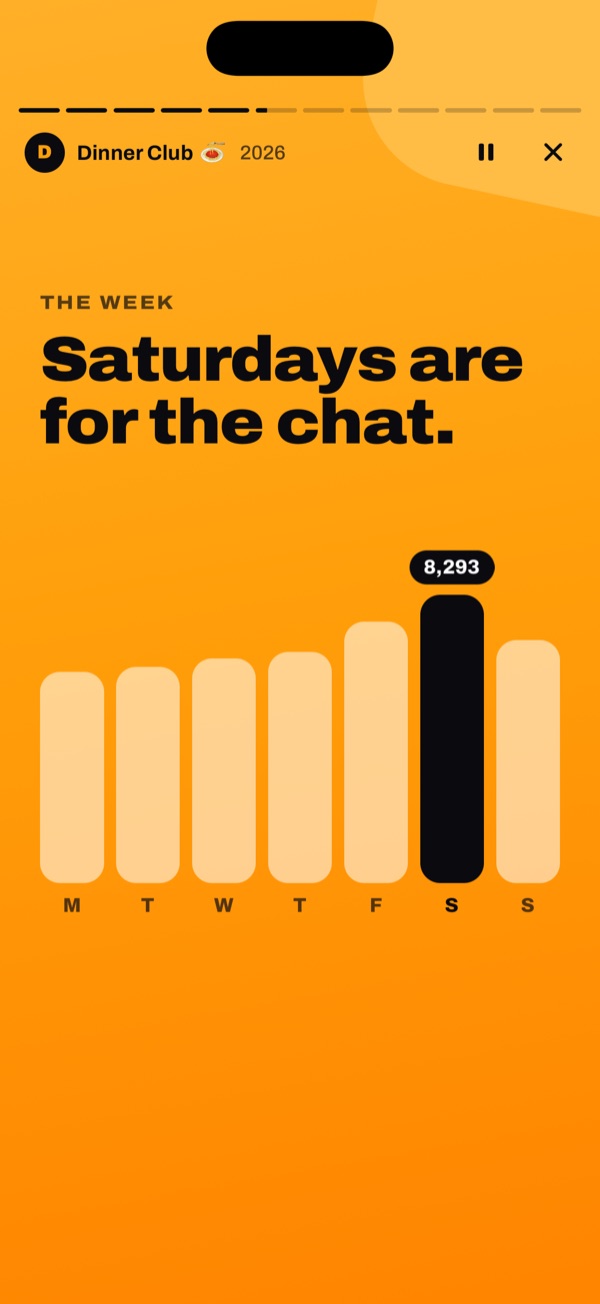 D Dinner Club 🍝 2026
THE WEEK
Saturdays are
for the chat.
8,293
M T W T F S S